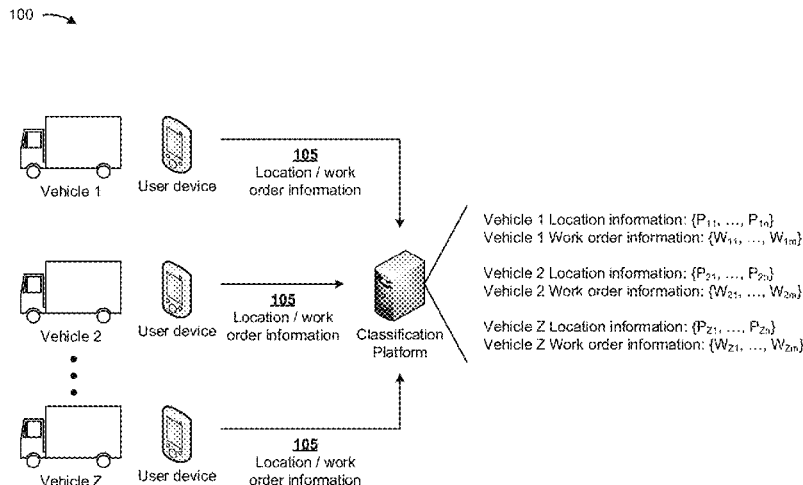 100
105
Location / work
order information
Vehicle 1
User device
Vehicle 1 Location information: {P11, ..., P1n}
Vehicle 1 Work order information: {W11, ..., W1m}
Vehicle 2 Location information: {P21, ..., P2n}
Vehicle 2 Work order information: {W21, ..., W2m}
Vehicle Z Location information: {PZ1, ..., PZn}
Vehicle Z Work order information: {WZ1, ..., WZm}
105
Location / work
order information
Vehicle 2
User device
Classification
Platform
105
Location / work
order information
Vehicle Z
User device